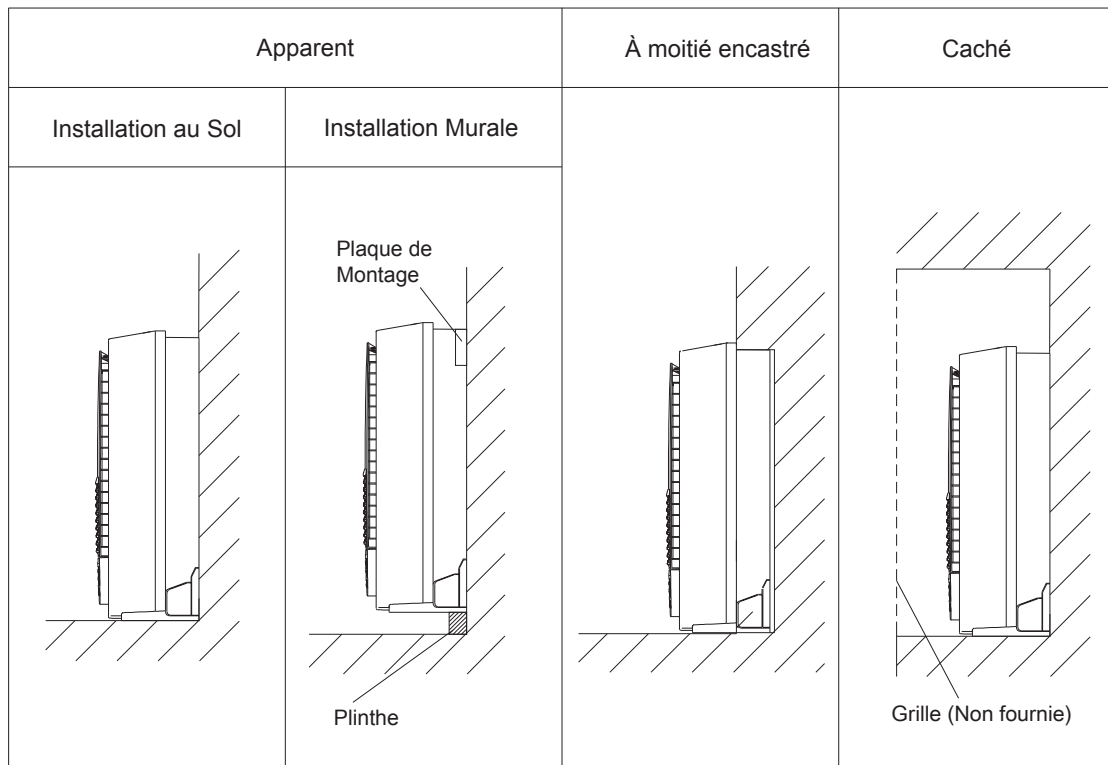 Apparent
À moitié encastré
Caché
Installation au Sol
Installation Murale
Plaque de
Montage
Plinthe
Grille (Non fournie)